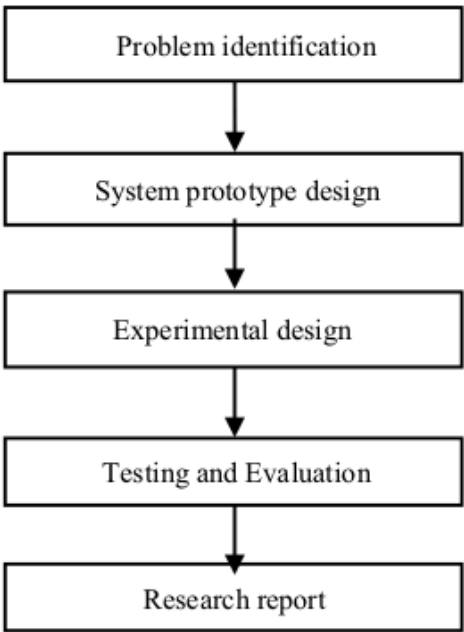 Problem identification
System prototype design
Experimental design
Testing and Evaluation
Research report